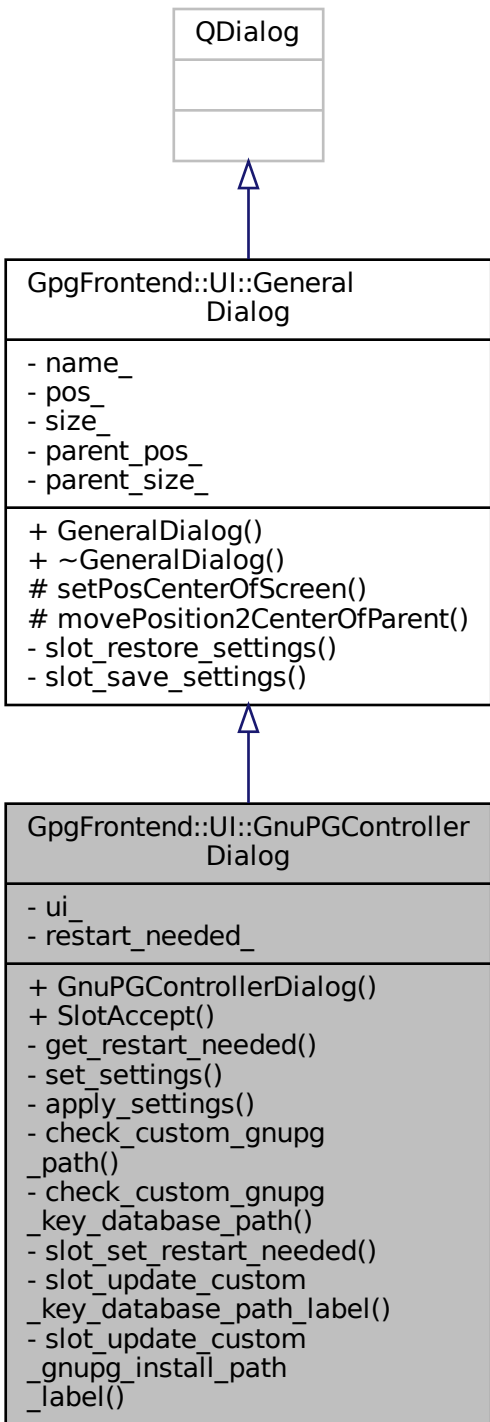 QDialog
GpgFrontend::UI::General
Dialog
- name_
- pos_
- size_
- parent_pos_
- parent_size_
+ GeneralDialog()
+ ~GeneralDialog()
# setPosCenterOfScreen()
# movePosition2CenterOfParent()
- slot_restore_settings()
- slot_save_settings()
GpgFrontend::UI::GnuPGController
Dialog
- ui_
- restart_needed_
+ GnuPGControllerDialog()
+ SlotAccept()
- get_restart_needed()
- set_settings()
- apply_settings()
- check_custom_gnupg
_path()
- check_custom_gnupg
_key_database_path()
- slot_set_restart_needed()
- slot_update_custom
_key_database_path_label()
- slot_update_custom
_gnupg_install_path
_label()